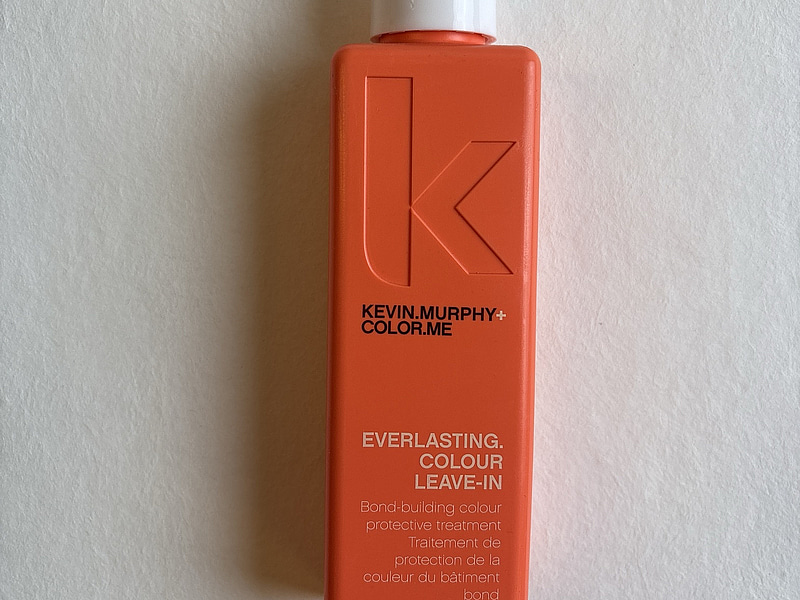 k
KEVIN.MURPHY+
COLOR.ME
EVERLASTING.
COLOUR
LEAVE-IN
Bond-building colour
protective treatment
Traitement de
protection de la
couleur du bâtiment
bond